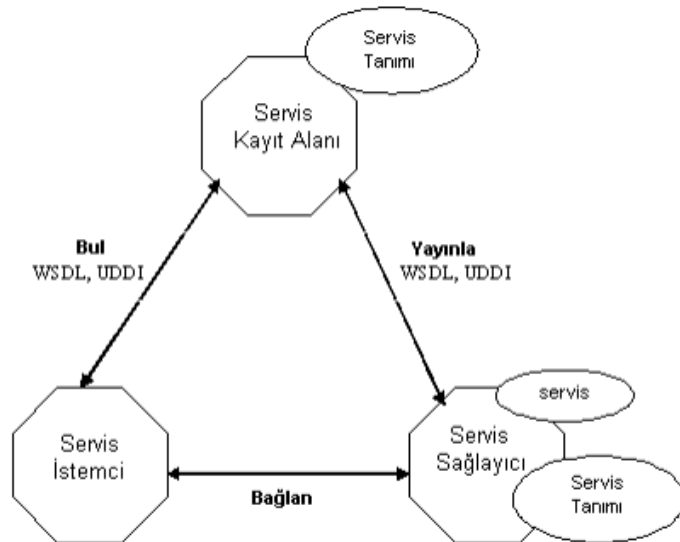 Servis
Tanımı
Servis
Kayıt Alanı
Bul
WSDL, UDDI
Yayınla
WSDL, UDDI
servis
Servis
İstemci
Servis
Sağlayıcı
Bağlan
Servis
Tanımı